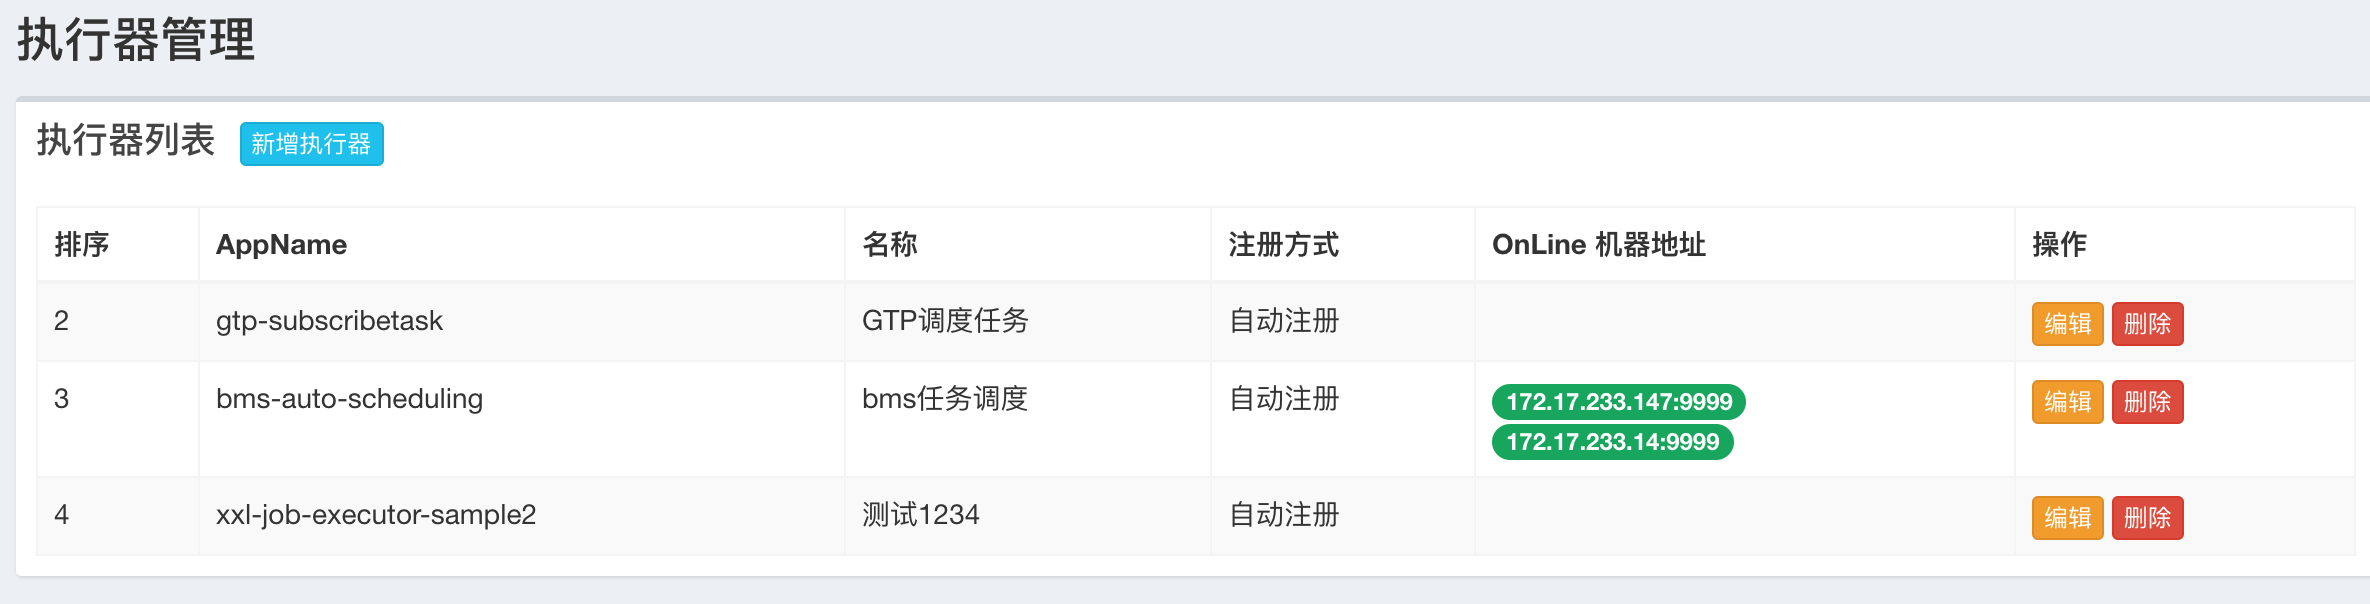 执行器管理
执行器列表 新增执行器
排序 AppName 名称 注册方式 OnLine 机器地址 操作
2 gtp-subscribetask GTP调度任务 自动注册 编辑 删除
3 bms-auto-scheduling bms任务调度 自动注册 172.17.233.147:9999 编辑 删除
172.17.233.14:9999
4 xxl-job-executor-sample2 测试1234 自动注册 编辑 删除